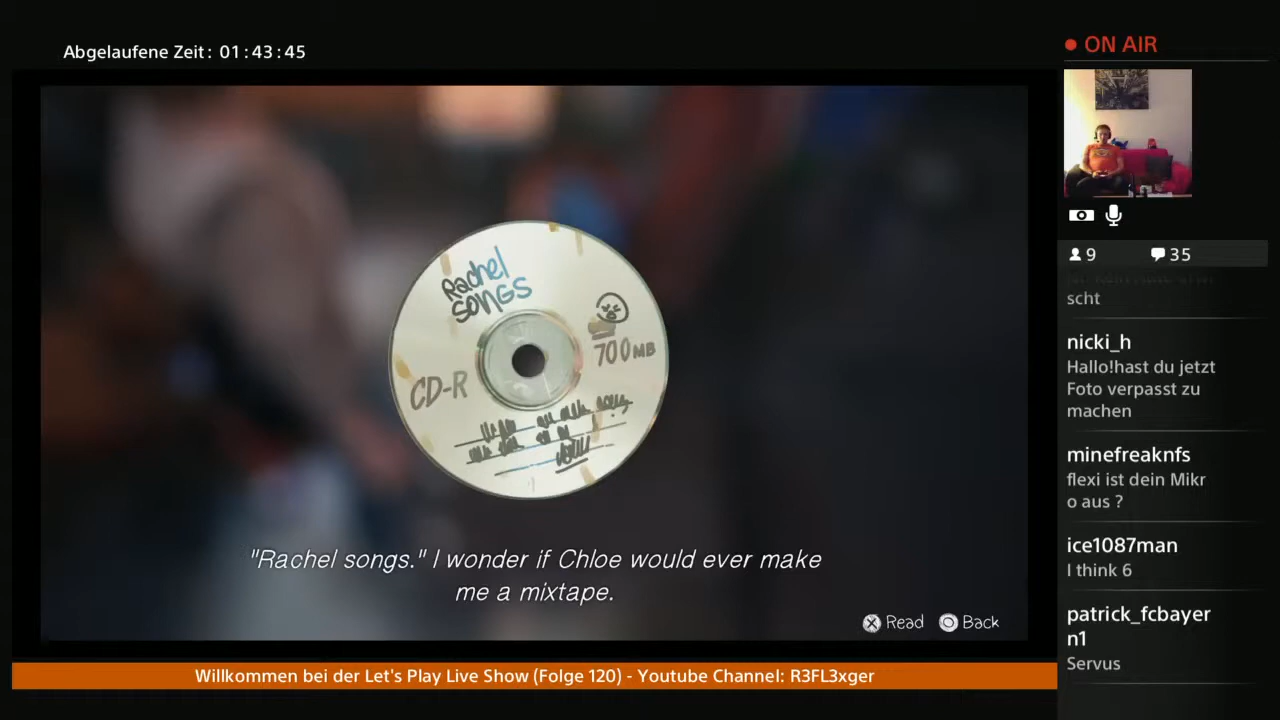 Abgelaufene Zeit: 01:43:45
ON AIR
9
35
scht
nicki_h
Hallo!hast du jetzt
Foto verpasst zu
machen
minefreaknfs
flexi ist dein Mikr
o aus ?
ice1087man
I think 6
patrick_fcbayer
n1
Servus
Rachel
SONGS
700MB
CD-R
"Rachel songs." I wonder if Chloe would ever make
me a mixtape.
Read
Back
Willkommen bei der Let's Play Live Show (Folge 120) - Youtube Channel: R3FL3xger